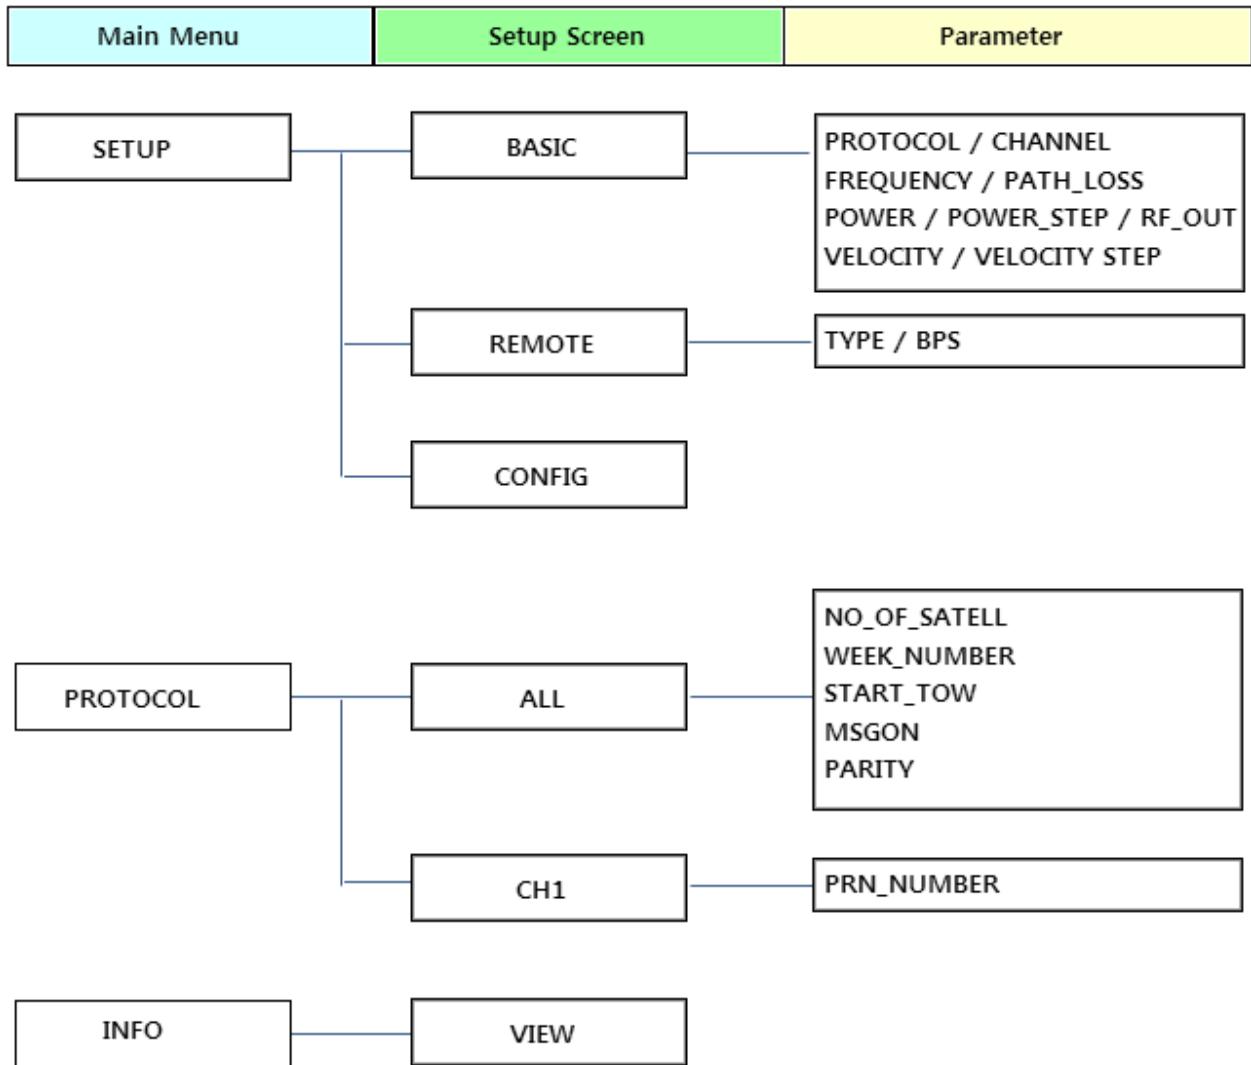 Main Menu
Setup Screen
Parameter
SETUP
BASIC
PROTOCOL / CHANNEL
FREQUENCY / PATH_LOSS
POWER / POWER_STEP / RF_OUT
VELOCITY / VELOCITY STEP
REMOTE
TYPE / BPS
CONFIG
PROTOCOL
ALL
NO_OF_SATELL
WEEK_NUMBER
START_TOW
MSGON
PARITY
CH1
PRN_NUMBER
INFO
VIEW